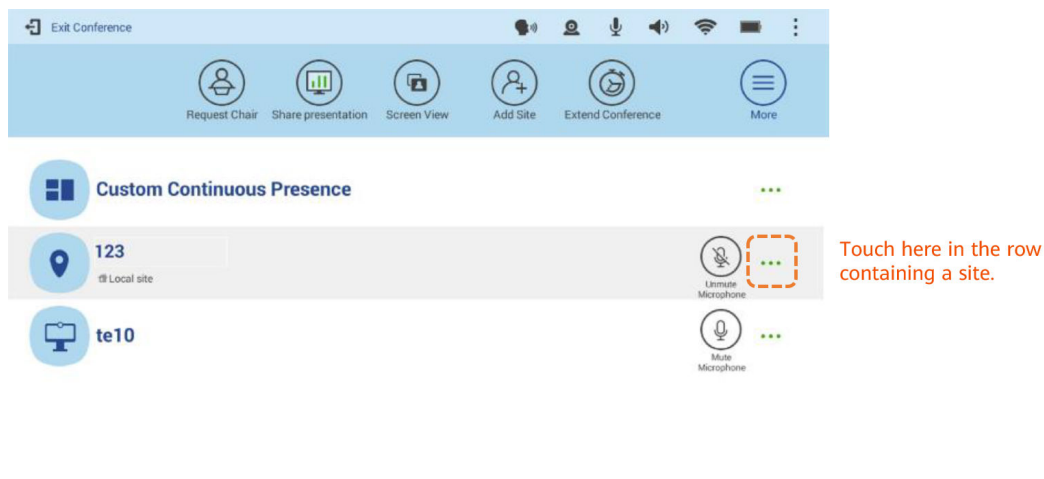 Exit Conference
Request Chair
Share presentation
Screen View
Add Site
Extend Conference
More
Custom Continuous Presence
123
Local site
Unmute
Microphone
Touch here in the row
containing a site.
te10
Mute
Microphone